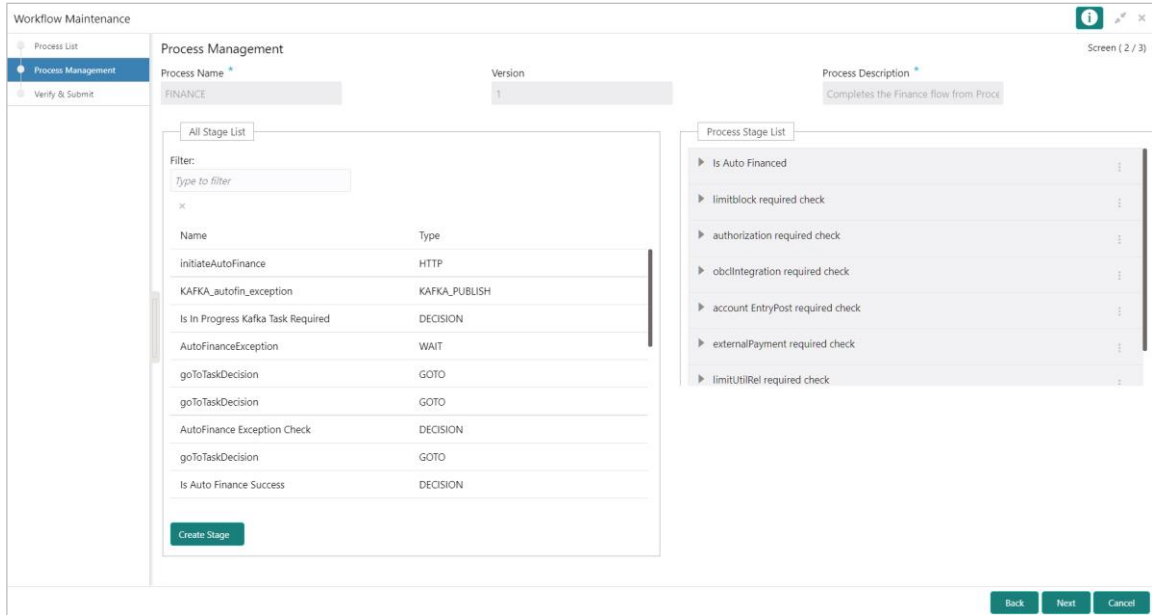 Workflow Maintenance
Process List
Process Management
Verify & Submit
Process Management
Screen ( 2 / 3)
Process Name *
Version
Process Description *
FINANCE
1
Completes the Finance flow from Proce
All Stage List
Filter:
Type to filter
Name Type
initiateAutoFinance HTTP
KAFKA_autofin_exception KAFKA_PUBLISH
Is In Progress Kafka Task Required DECISION
AutoFinanceException WAIT
goToTaskDecision GOTO
goToTaskDecision GOTO
AutoFinance Exception Check DECISION
goToTaskDecision GOTO
Is Auto Finance Success DECISION
Create Stage
Process Stage List
Is Auto Financed
limitblock required check
authorization required check
obclIntegration required check
account EntryPost required check
externalPayment required check
limitUtilRel required check
Back Next Cancel